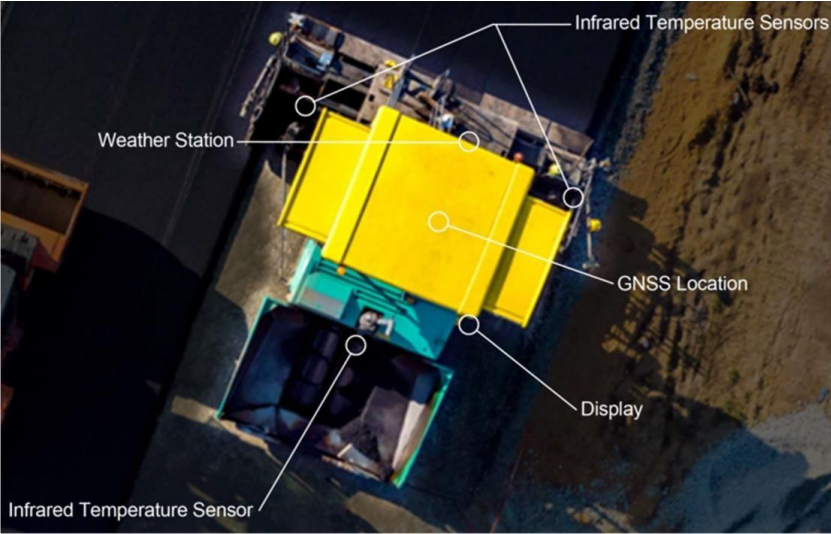 Infrared Temperature Sensors
Weather Station
GNSS Location
Display
Infrared Temperature Sensor